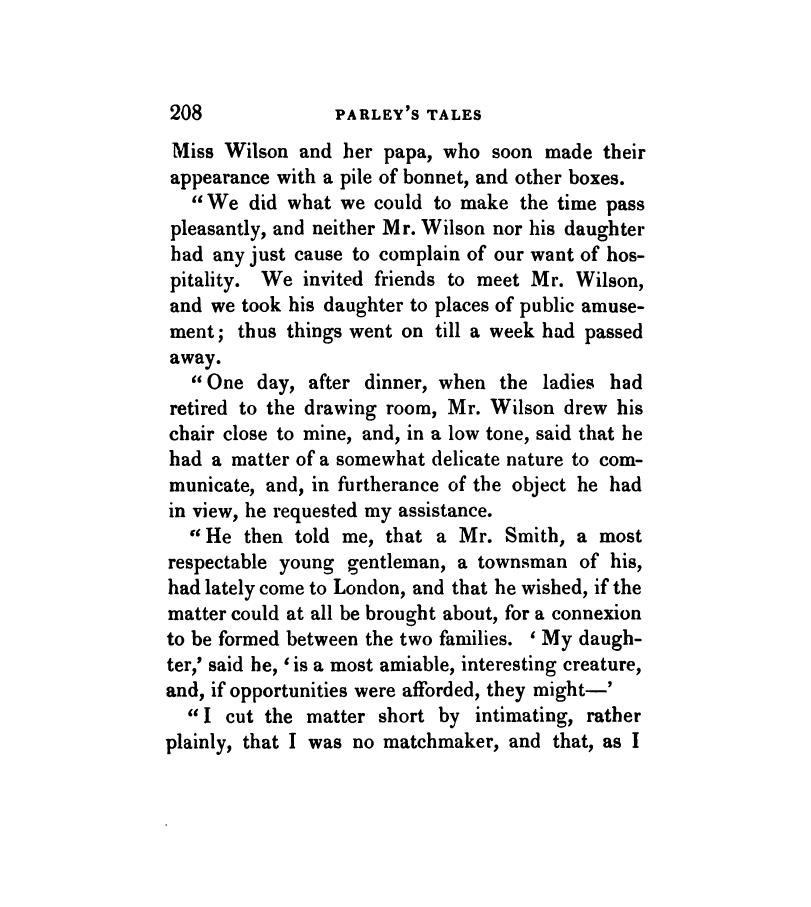 208 PARLEY'S TALES
Miss Wilson and her papa, who soon made their
appearance with a pile of bonnet, and other boxes.
"We did what we could to make the time pass
pleasantly, and neither Mr. Wilson nor his daughter
had any just cause to complain of our want of hos-
pitality. We invited friends to meet Mr. Wilson,
and we took his daughter to places of public amuse-
ment; thus things went on till a week had passed
away.
"One day, after dinner, when the ladies had
retired to the drawing room, Mr. Wilson drew his
chair close to mine, and, in a low tone, said that he
had a matter of a somewhat delicate nature to com-
municate, and, in furtherance of the object he had
in view, he requested my assistance.
"He then told me, that a Mr. Smith, a most
respectable young gentleman, a townsman of his,
had lately come to London, and that he wished, if the
matter could at all be brought about, for a connexion
to be formed between the two families. 'My daugh-
ter,' said he, 'is a most amiable, interesting creature,
and, if opportunities were afforded, they might—'
"I cut the matter short by intimating, rather
plainly, that I was no matchmaker, and that, as I